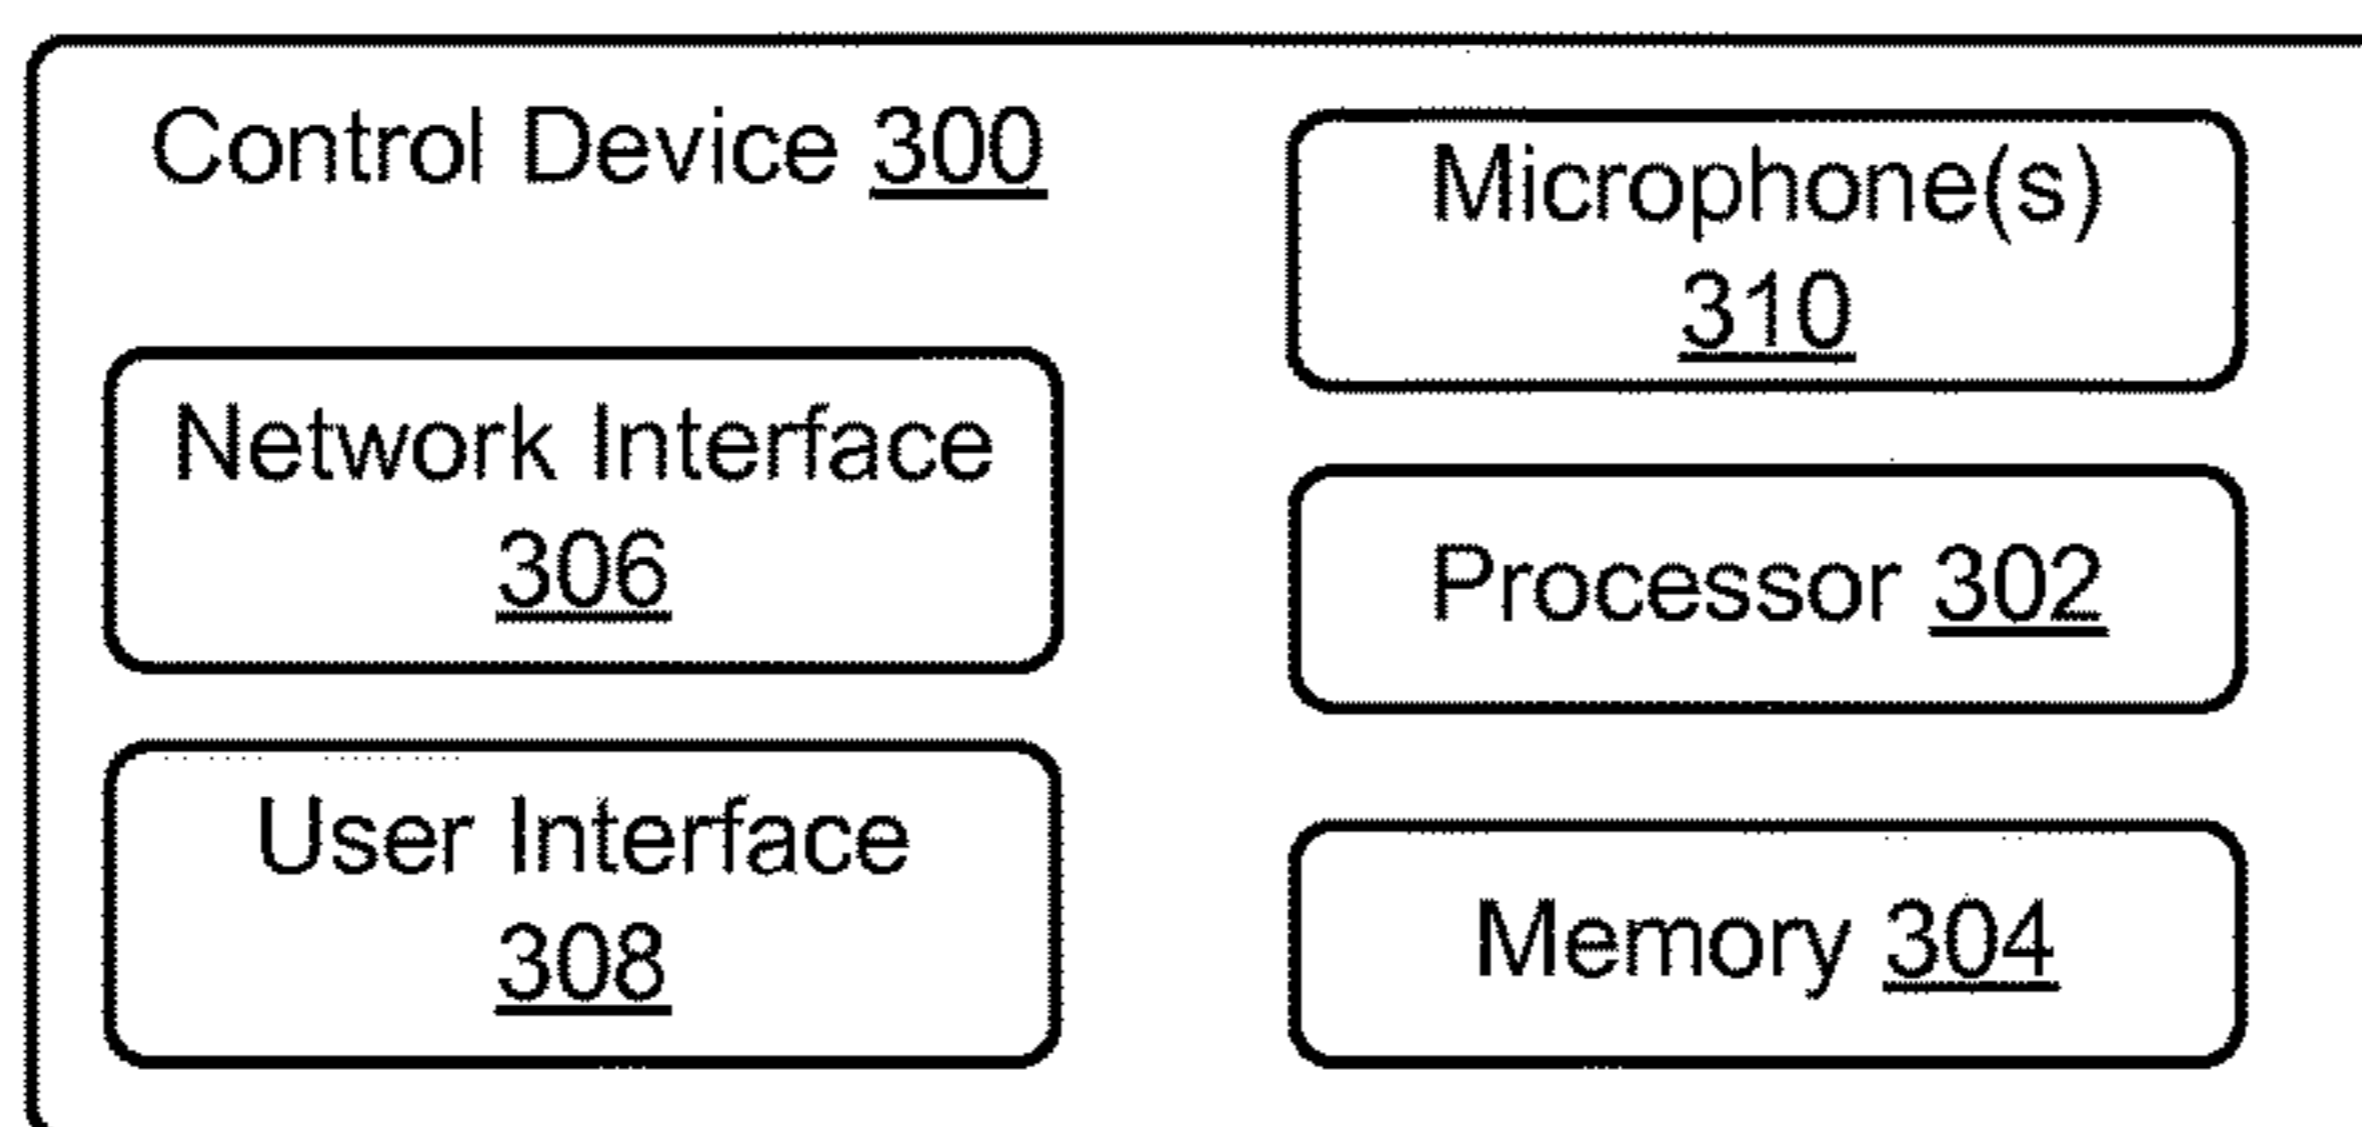 Control Device 300
Network Interface
306
User Interface
308
Microphone(s)
310
Processor 302
Memory 304